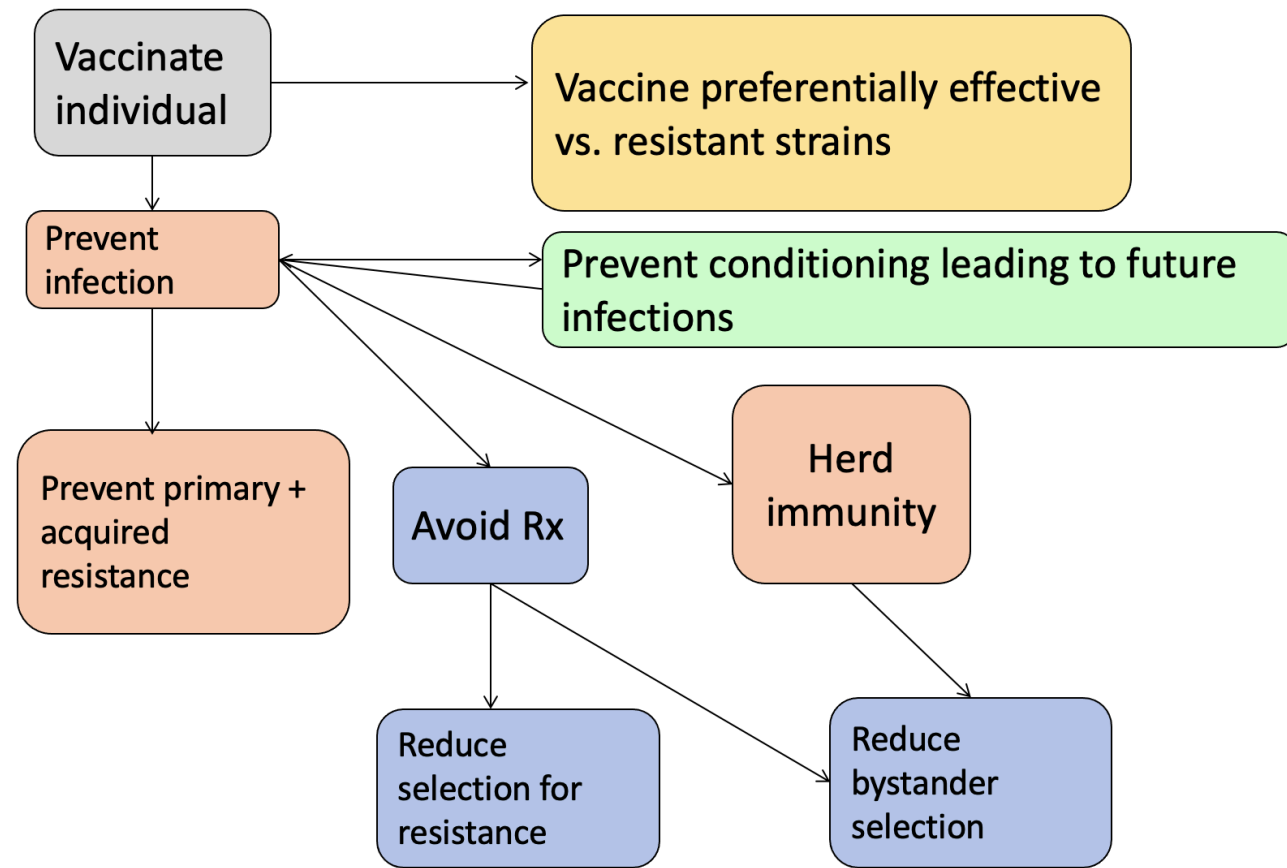 Vaccinate
individual
Vaccine preferentially effective
vs. resistant strains
Prevent
infection
Prevent conditioning leading to future
infections
Prevent primary +
acquired
resistance
Avoid Rx
Herd
immunity
Reduce
selection for
resistance
Reduce
bystander
selection